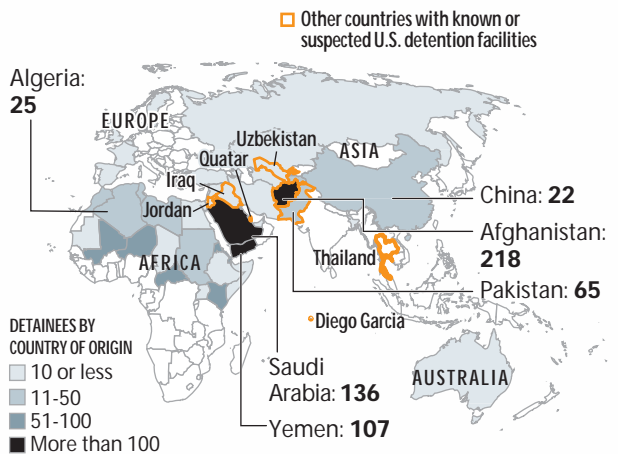 Other countries with known or
suspected U.S. detention facilities
Algeria:
25
EUROPE
Uzbekistan
ASIA
Quatar
Iraq
Jordan
China: 22
Afghanistan:
218
AFRICA
Thailand
Pakistan: 65
Diego Garcia
DETAINEES BY
COUNTRY OF ORIGIN
10 or less
11-50
51-100
More than 100
Saudi
Arabia: 136
Yemen: 107
AUSTRALIA